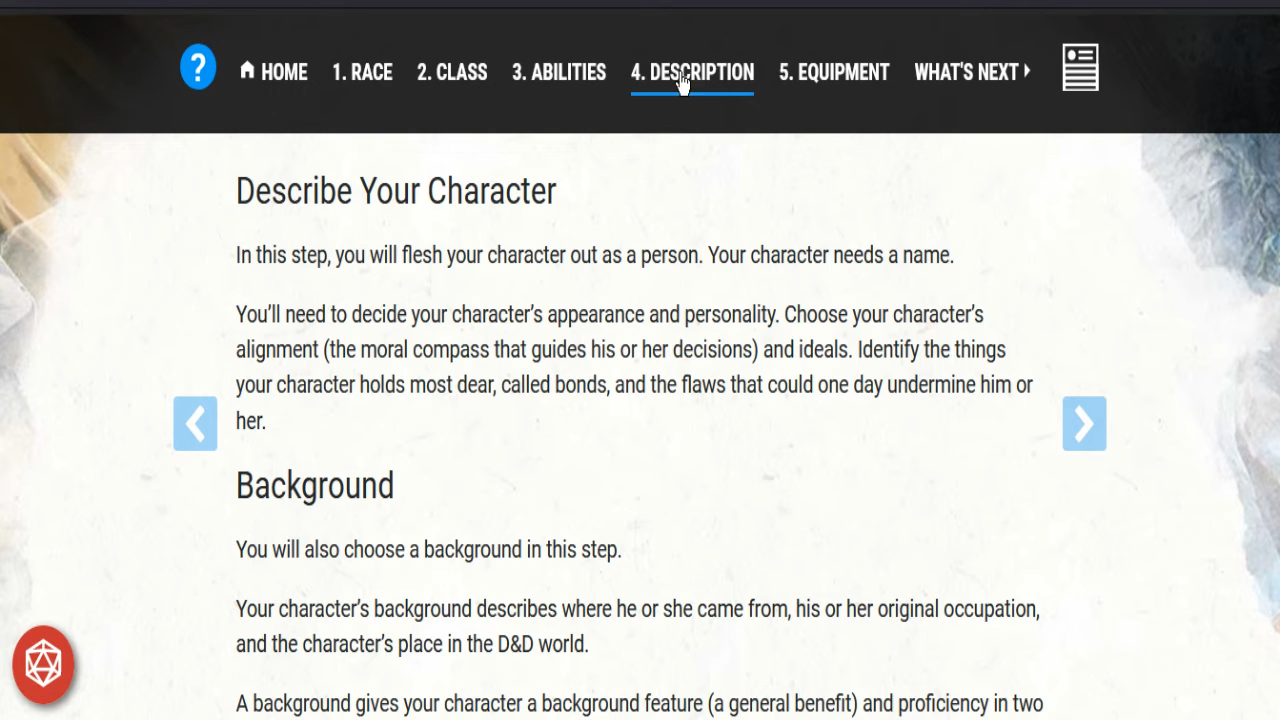 ? HOME 1. RACE 2. CLASS 3. ABILITIES 4. DESCRIPTION 5. EQUIPMENT WHAT'S NEXT
Describe Your Character
In this step, you will flesh your character out as a person. Your character needs a name.
You’ll need to decide your character’s appearance and personality. Choose your character’s
alignment (the moral compass that guides his or her decisions) and ideals. Identify the things
your character holds most dear, called bonds, and the flaws that could one day undermine him or
her.
Background
You will also choose a background in this step.
Your character’s background describes where he or she came from, his or her original occupation,
and the character’s place in the D&D world.
A background gives your character a background feature (a general benefit) and proficiency in two